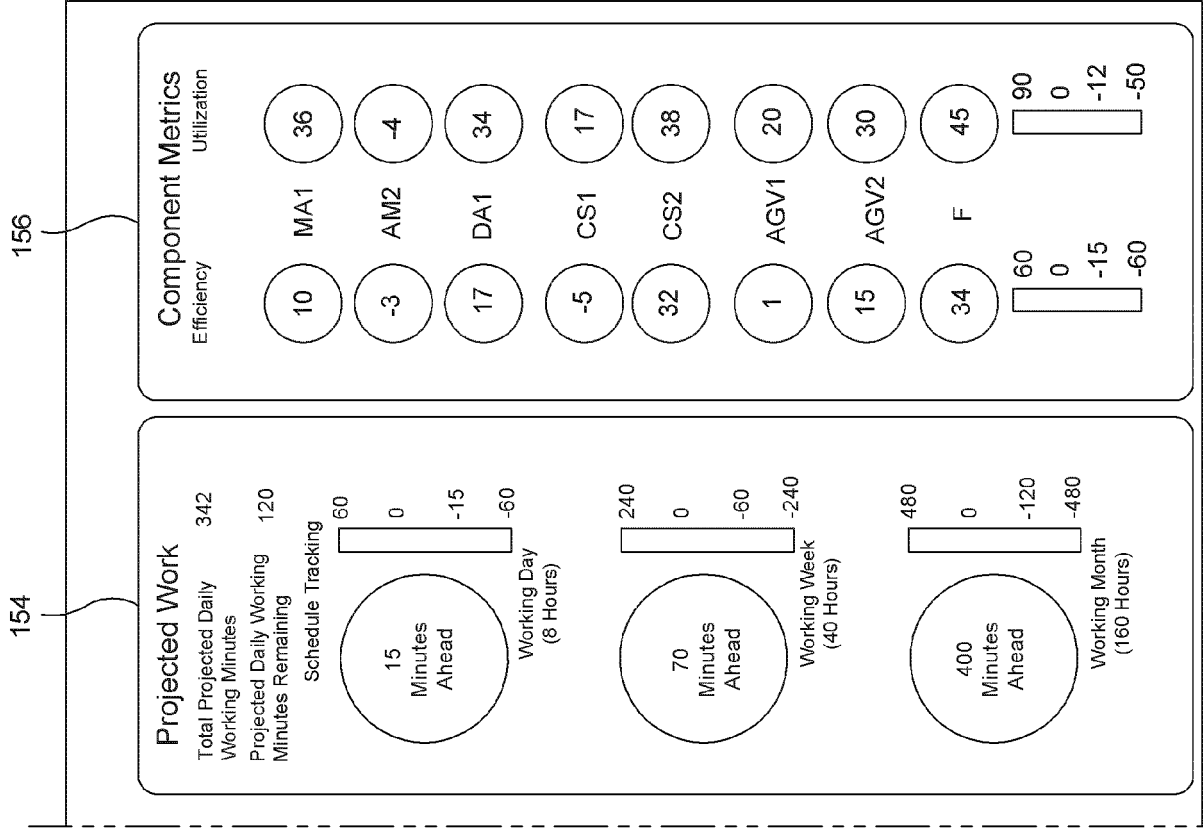 154
Projected Work
Total Projected Daily 342
Working Minutes
Projected Daily Working 120
Minutes Remaining
Schedule Tracking
15
Minutes
Ahead
60
0
-15
-60
Working Day
(8 Hours)
70
Minutes
Ahead
240
0
-60
-240
Working Week
(40 Hours)
400
Minutes
Ahead
480
0
-120
-480
Working Month
(160 Hours)
156
Component Metrics
Efficiency Utilization
10 MA1 36
-3 AM2 -4
17 DA1 34
-5 CS1 17
32 CS2 38
1 AGV1 20
15 AGV2 30
34 F 45
60 90
0 0
-15 -12
-60 -50